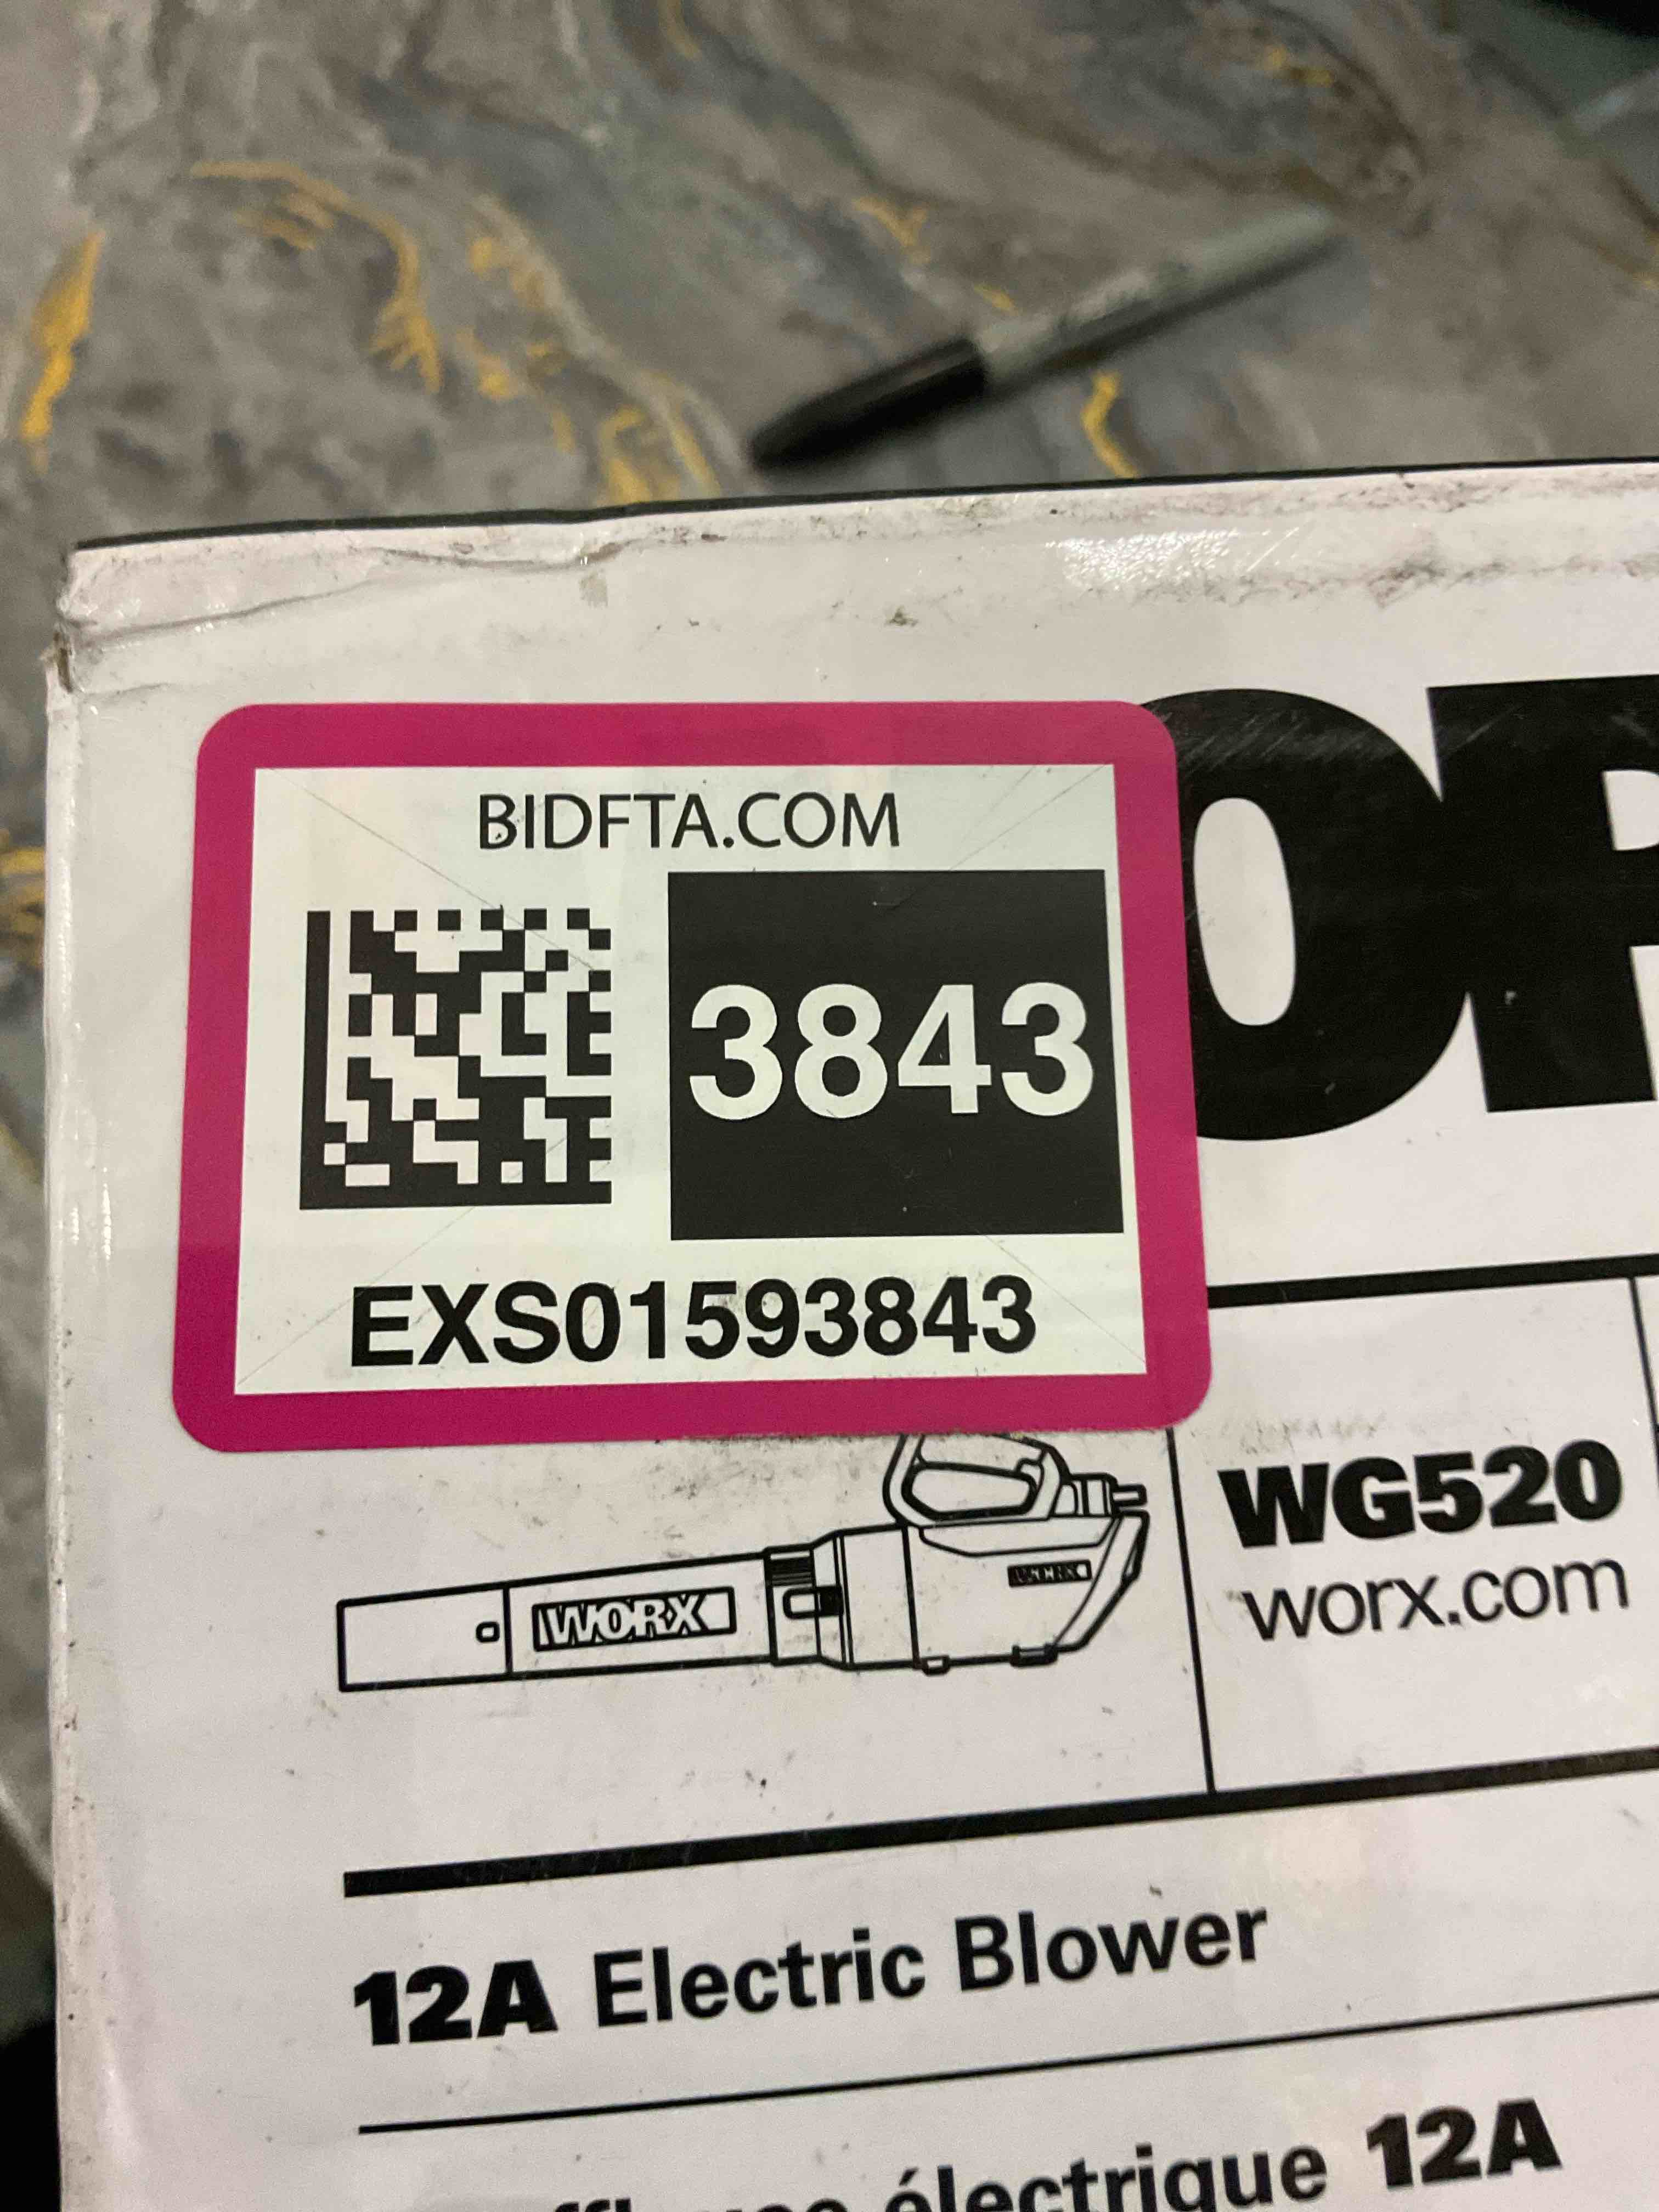 BIDFTA.COM
3843
EXS01593843
WORX
WORX
WG520
worx.com
12A Electric Blower
électrique 12A